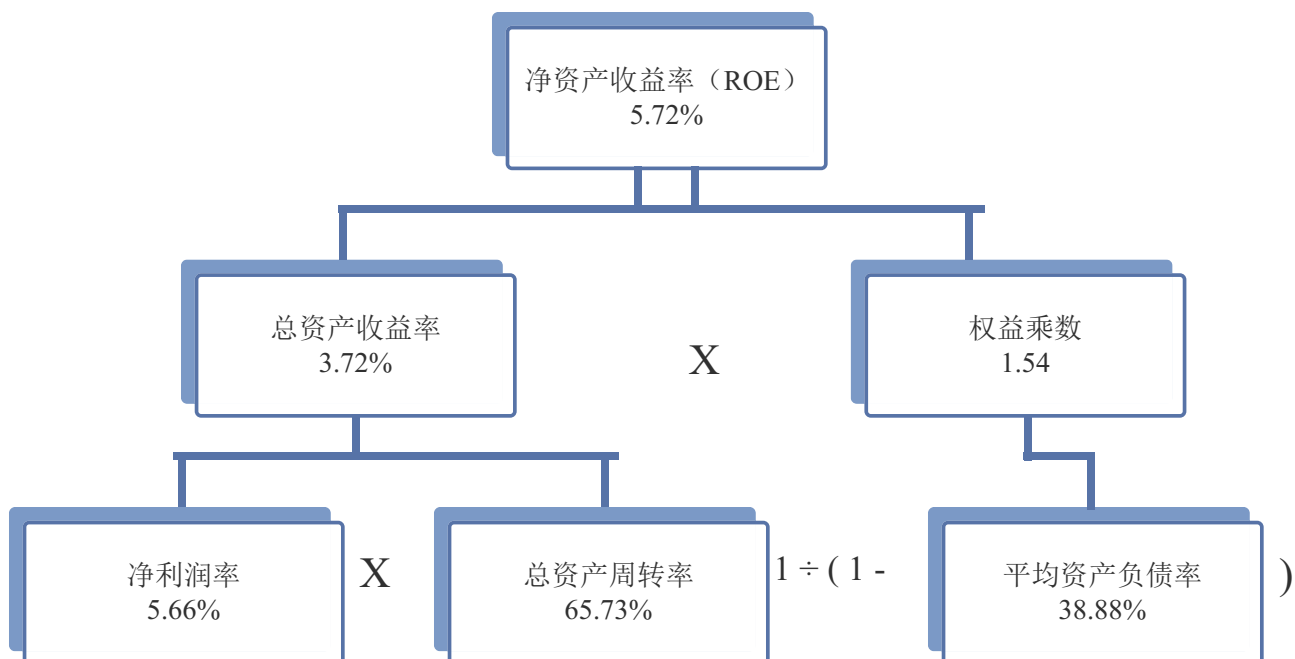 净资产收益率（ROE）
5.72%
总资产收益率
3.72%
X
权益乘数
1.54
净利润率
5.66%
X
总资产周转率
65.73%
1 ÷ ( 1 -
平均资产负债率
38.88%
)